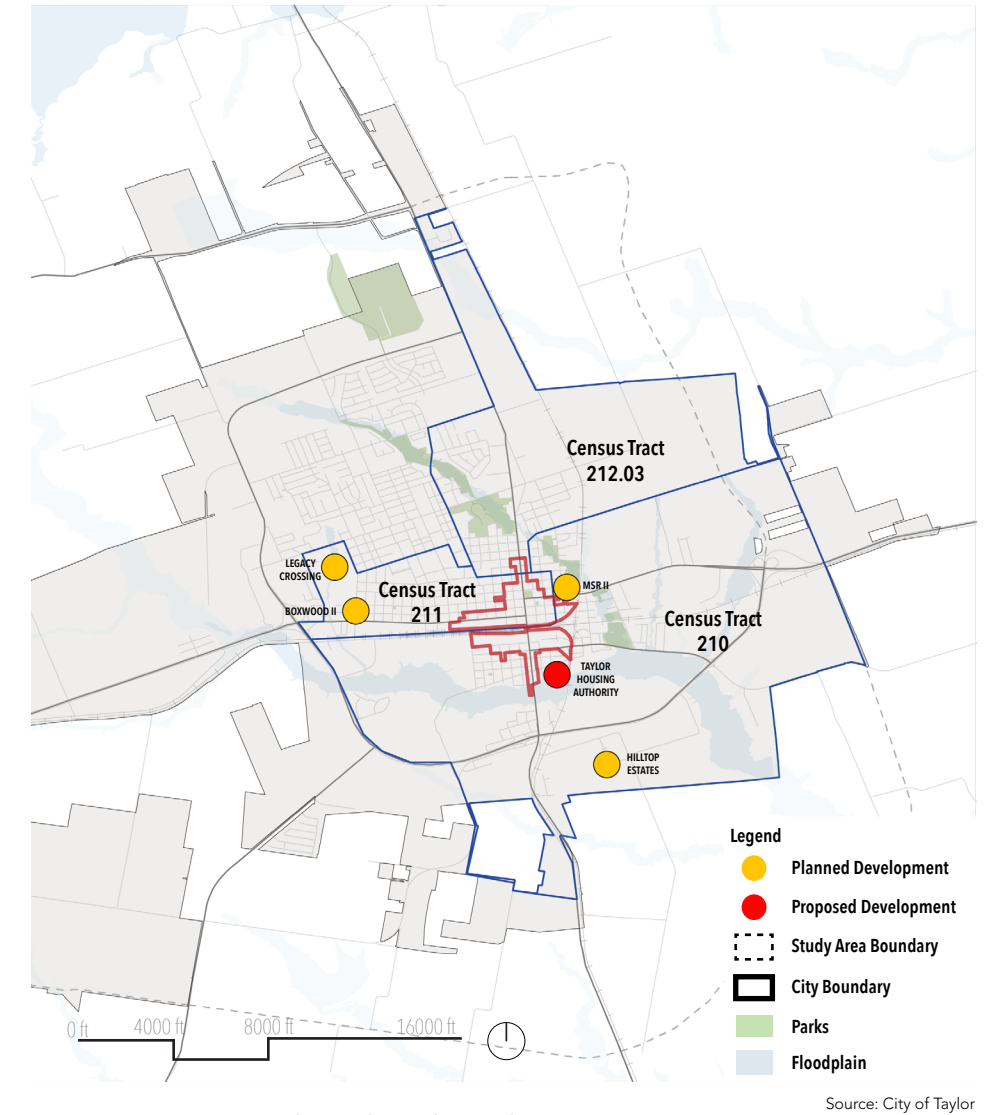 Census Tract
212.03
LEGACY
CROSSING
BOXWOOD II
Census Tract
211
MSR II
Census Tract
210
TAYLOR
HOUSING
AUTHORITY
HILLTOP
ESTATES
Legend
Planned Development
Proposed Development
Study Area Boundary
City Boundary
Parks
Floodplain
0 ft
4000 ft
8000 ft
16000 ft
Source: City of Taylor